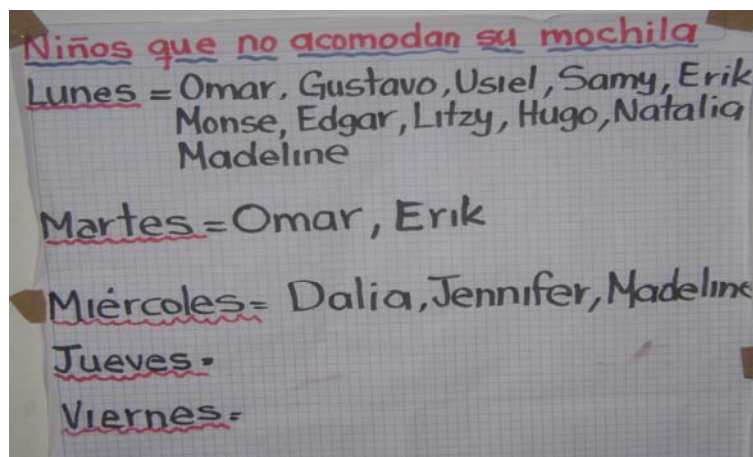 Niños que no acomodan su mochila
Lunes = Omar, Gustavo, Usiel, Samy, Erik
Monse, Edgar, Litzy, Hugo, Natalia
Madeline
Martes = Omar, Erik
Miércoles = Dalia, Jennifer, Madeline
Jueves =
Viernes =